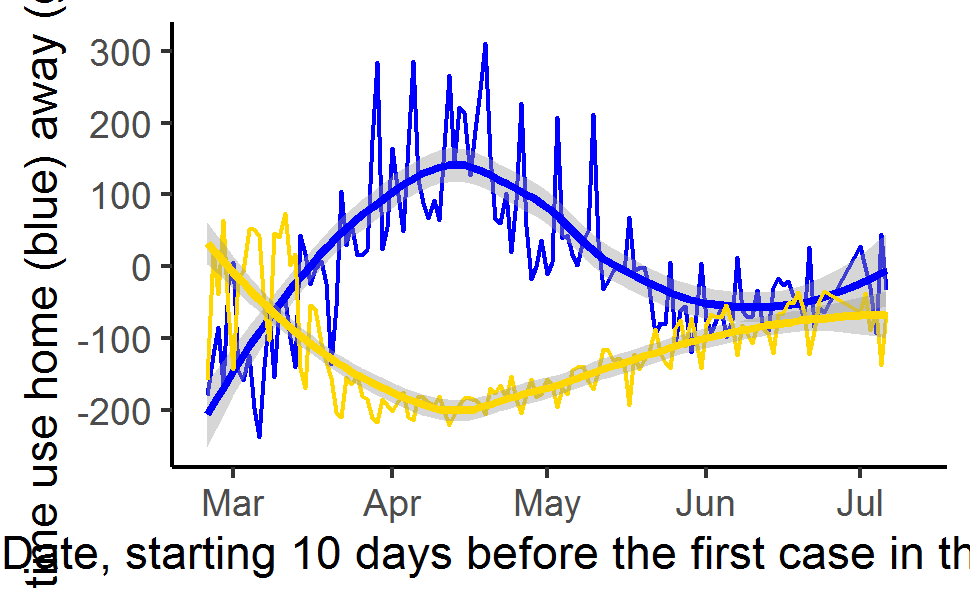 time use home (blue) away (
300
200
100
0
-100
-200
Mar Apr May Jun Jul
Date, starting 10 days before the first case in th